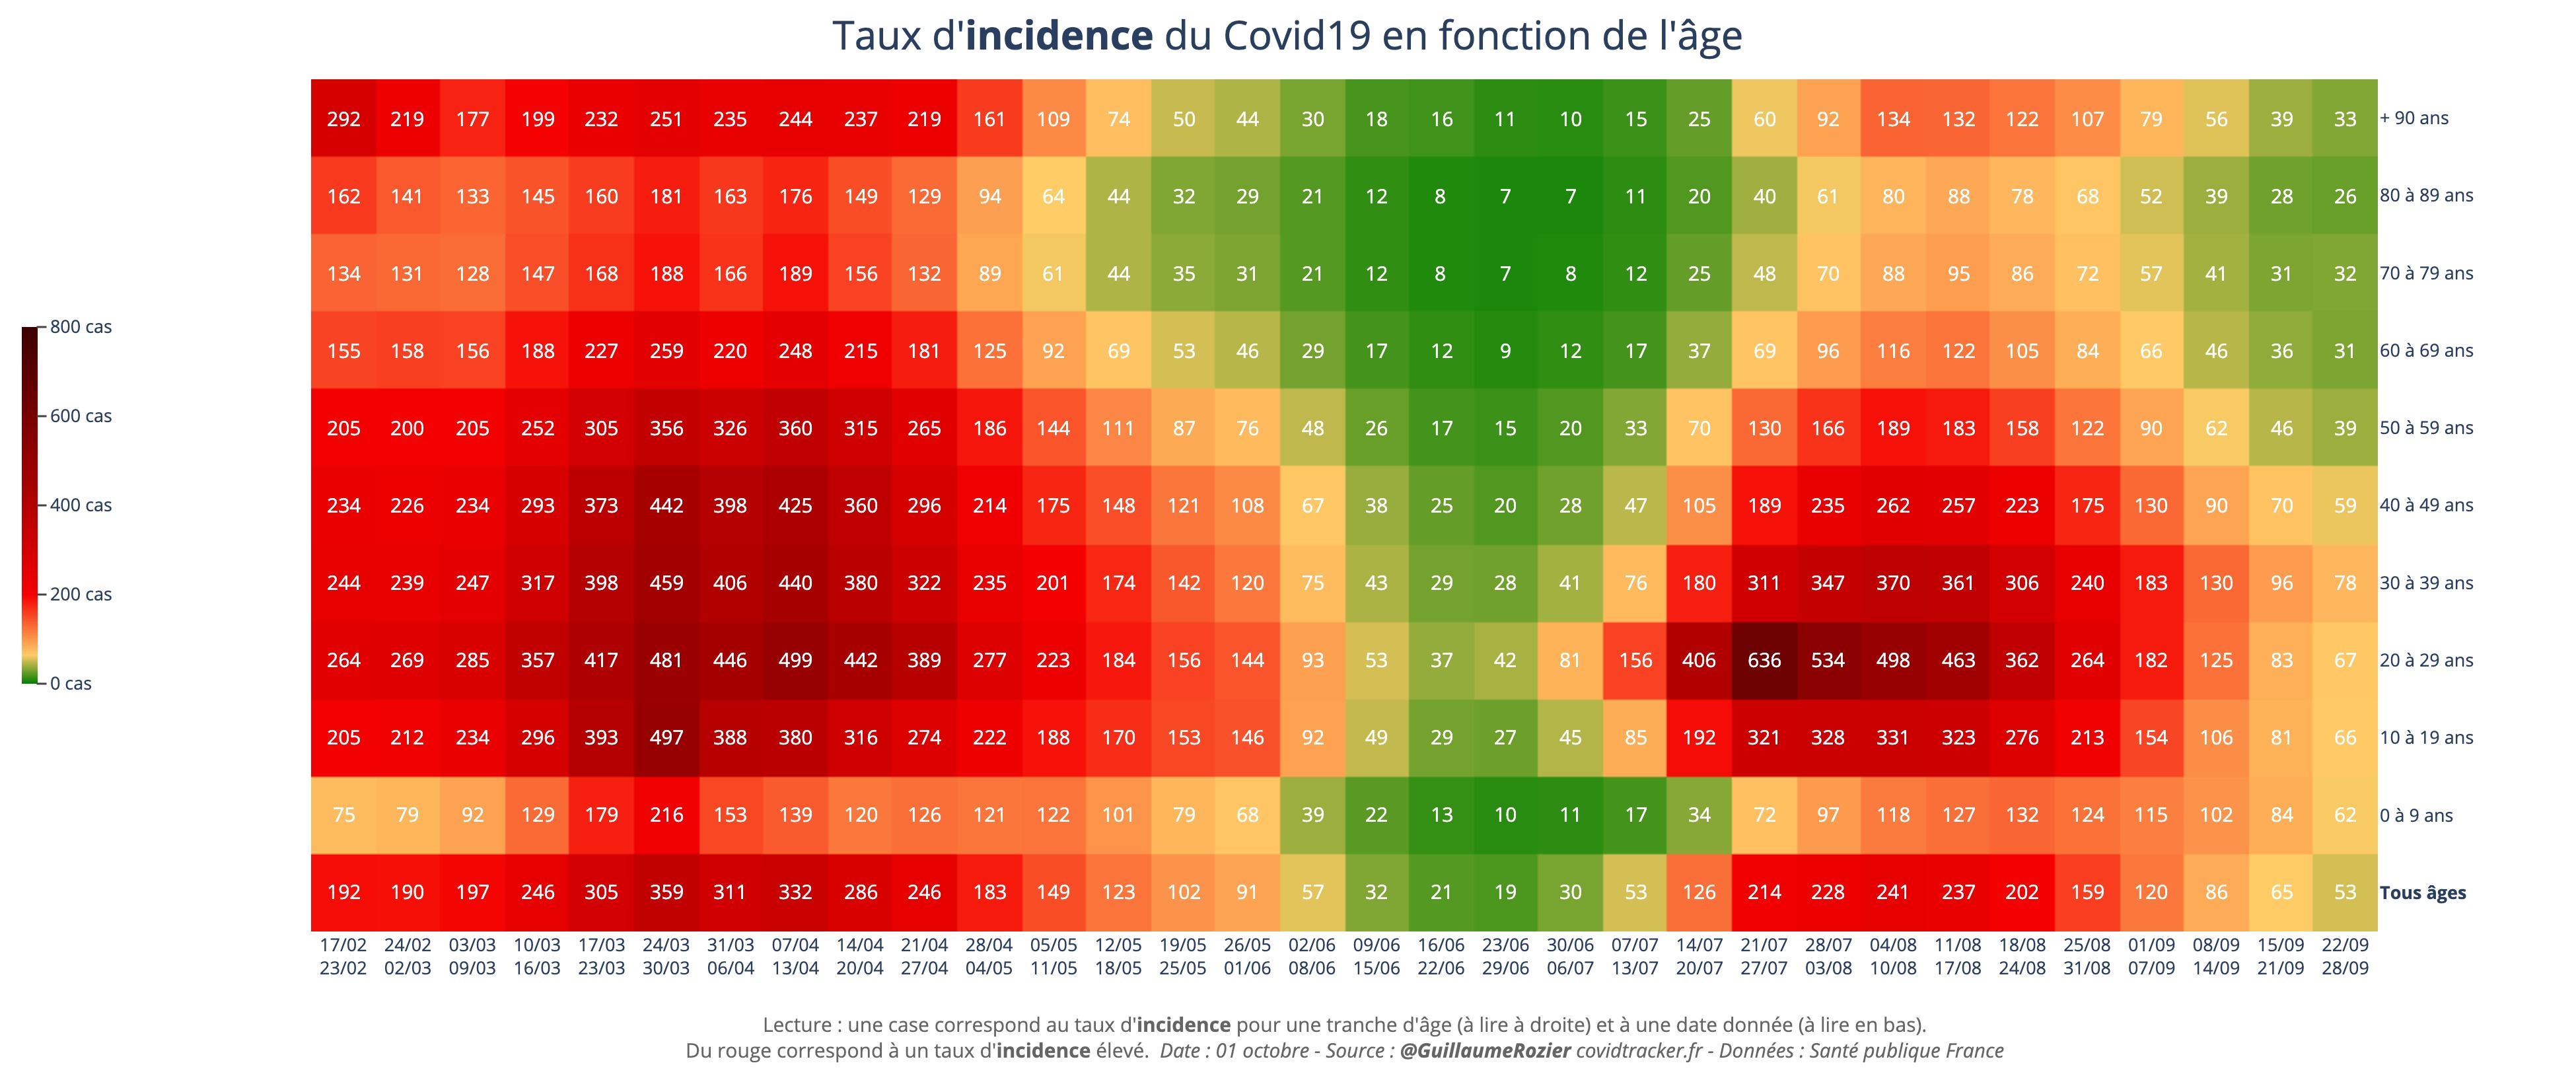 Taux d'incidence du Covid19 en fonction de l'âge
292 219 177 199 232 251 235 244 237 219 161 109 74 50 44 30 18 16 11 10 15 25 60 92 134 132 122 107 79 56 39 33 + 90 ans
162 141 133 145 160 181 163 176 149 129 94 64 44 32 29 21 12 8 7 7 11 20 40 61 80 88 78 68 52 39 28 26 80 à 89 ans
134 131 128 147 168 188 166 189 156 132 89 61 44 35 31 21 12 8 7 8 12 25 48 70 88 95 86 72 57 41 31 32 70 à 79 ans
800 cas
155 158 156 188 227 259 220 248 215 181 125 92 69 53 46 29 17 12 9 12 17 37 69 96 116 122 105 84 66 46 36 31 60 à 69 ans
600 cas
205 200 205 252 305 356 326 360 315 265 186 144 111 87 76 48 26 17 15 20 33 70 130 166 189 183 158 122 90 62 46 39 50 à 59 ans
400 cas
234 226 234 293 373 442 398 425 360 296 214 175 148 121 108 67 38 25 20 28 47 105 189 235 262 257 223 175 130 90 70 59 40 à 49 ans
200 cas
244 239 247 317 398 459 406 440 380 322 235 201 174 142 120 75 43 29 28 41 76 180 311 347 370 361 306 240 183 130 96 78 30 à 39 ans
0 cas
264 269 285 357 417 481 446 499 442 389 277 223 184 156 144 93 53 37 42 81 156 406 636 534 498 463 362 264 182 125 83 67 20 à 29 ans
205 212 234 296 393 497 388 380 316 274 222 188 170 153 146 92 49 29 27 45 85 192 321 328 331 323 276 213 154 106 81 66 10 à 19 ans
75 79 92 129 179 216 153 139 120 126 121 122 101 79 68 39 22 13 10 11 17 34 72 97 118 127 132 124 115 102 84 62 0 à 9 ans
192 190 197 246 305 359 311 332 286 246 183 149 123 102 91 57 32 21 19 30 53 126 214 228 241 237 202 159 120 86 65 53 Tous âges
17/02 24/02 03/03 10/03 17/03 24/03 31/03 07/04 14/04 21/04 28/04 05/05 12/05 19/05 26/05 02/06 09/06 16/06 23/06 30/06 07/07 14/07 21/07 28/07 04/08 11/08 18/08 25/08 01/09 08/09 15/09 22/09
23/02 02/03 09/03 16/03 23/03 30/03 06/04 13/04 20/04 27/04 04/05 11/05 18/05 25/05 01/06 08/06 15/06 22/06 29/06 06/07 13/07 20/07 27/07 03/08 10/08 17/08 24/08 31/08 07/09 14/09 21/09 28/09
Lecture : une case correspond au taux d'incidence pour une tranche d'âge (à lire à droite) et à une date donnée (à lire en bas).
Du rouge correspond à un taux d'incidence élevé. Date : 01 octobre - Source : @GuillaumeRozier covidtracker.fr - Données : Santé publique France